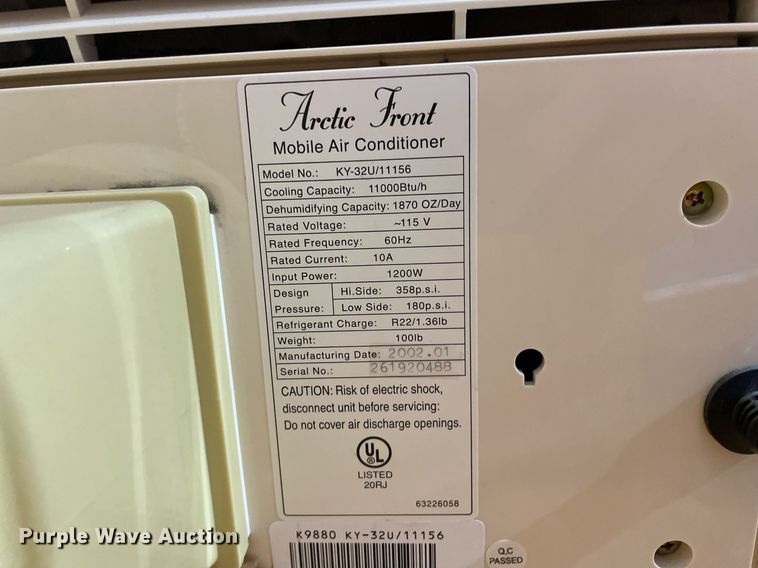 Arctic Front
Mobile Air Conditioner
Model No.: KY-32U/11156
Cooling Capacity: 11000Btu/h
Dehumidifying Capacity: 1870 OZ/Day
Rated Voltage: ~115 V
Rated Frequency: 60Hz
Rated Current: 10A
Input Power: 1200W
Design Pressure: Hi.Side: 358p.s.i.
Low Side: 180p.s.i.
Refrigerant Charge: R22/1.36lb
Weight: 100lb
Manufacturing Date: 2002.01
Serial No.: 261920488
CAUTION: Risk of electric shock,
disconnect unit before servicing:
Do not cover air discharge openings.
UL
®
LISTED
20RJ
63226058
K9880 KY-32U/11156
Q.C
PASSED
Purple Wave Auction